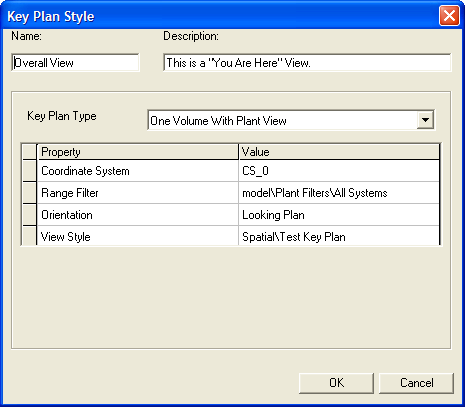 Key Plan Style
Name: Description:
Overall View This is a "You Are Here" View.
Key Plan Type One Volume With Plant View
Property Value
Coordinate System CS_0
Range Filter model\Plant Filters\All Systems
Orientation Looking Plan
View Style Spatial\Test Key Plan
OK Cancel